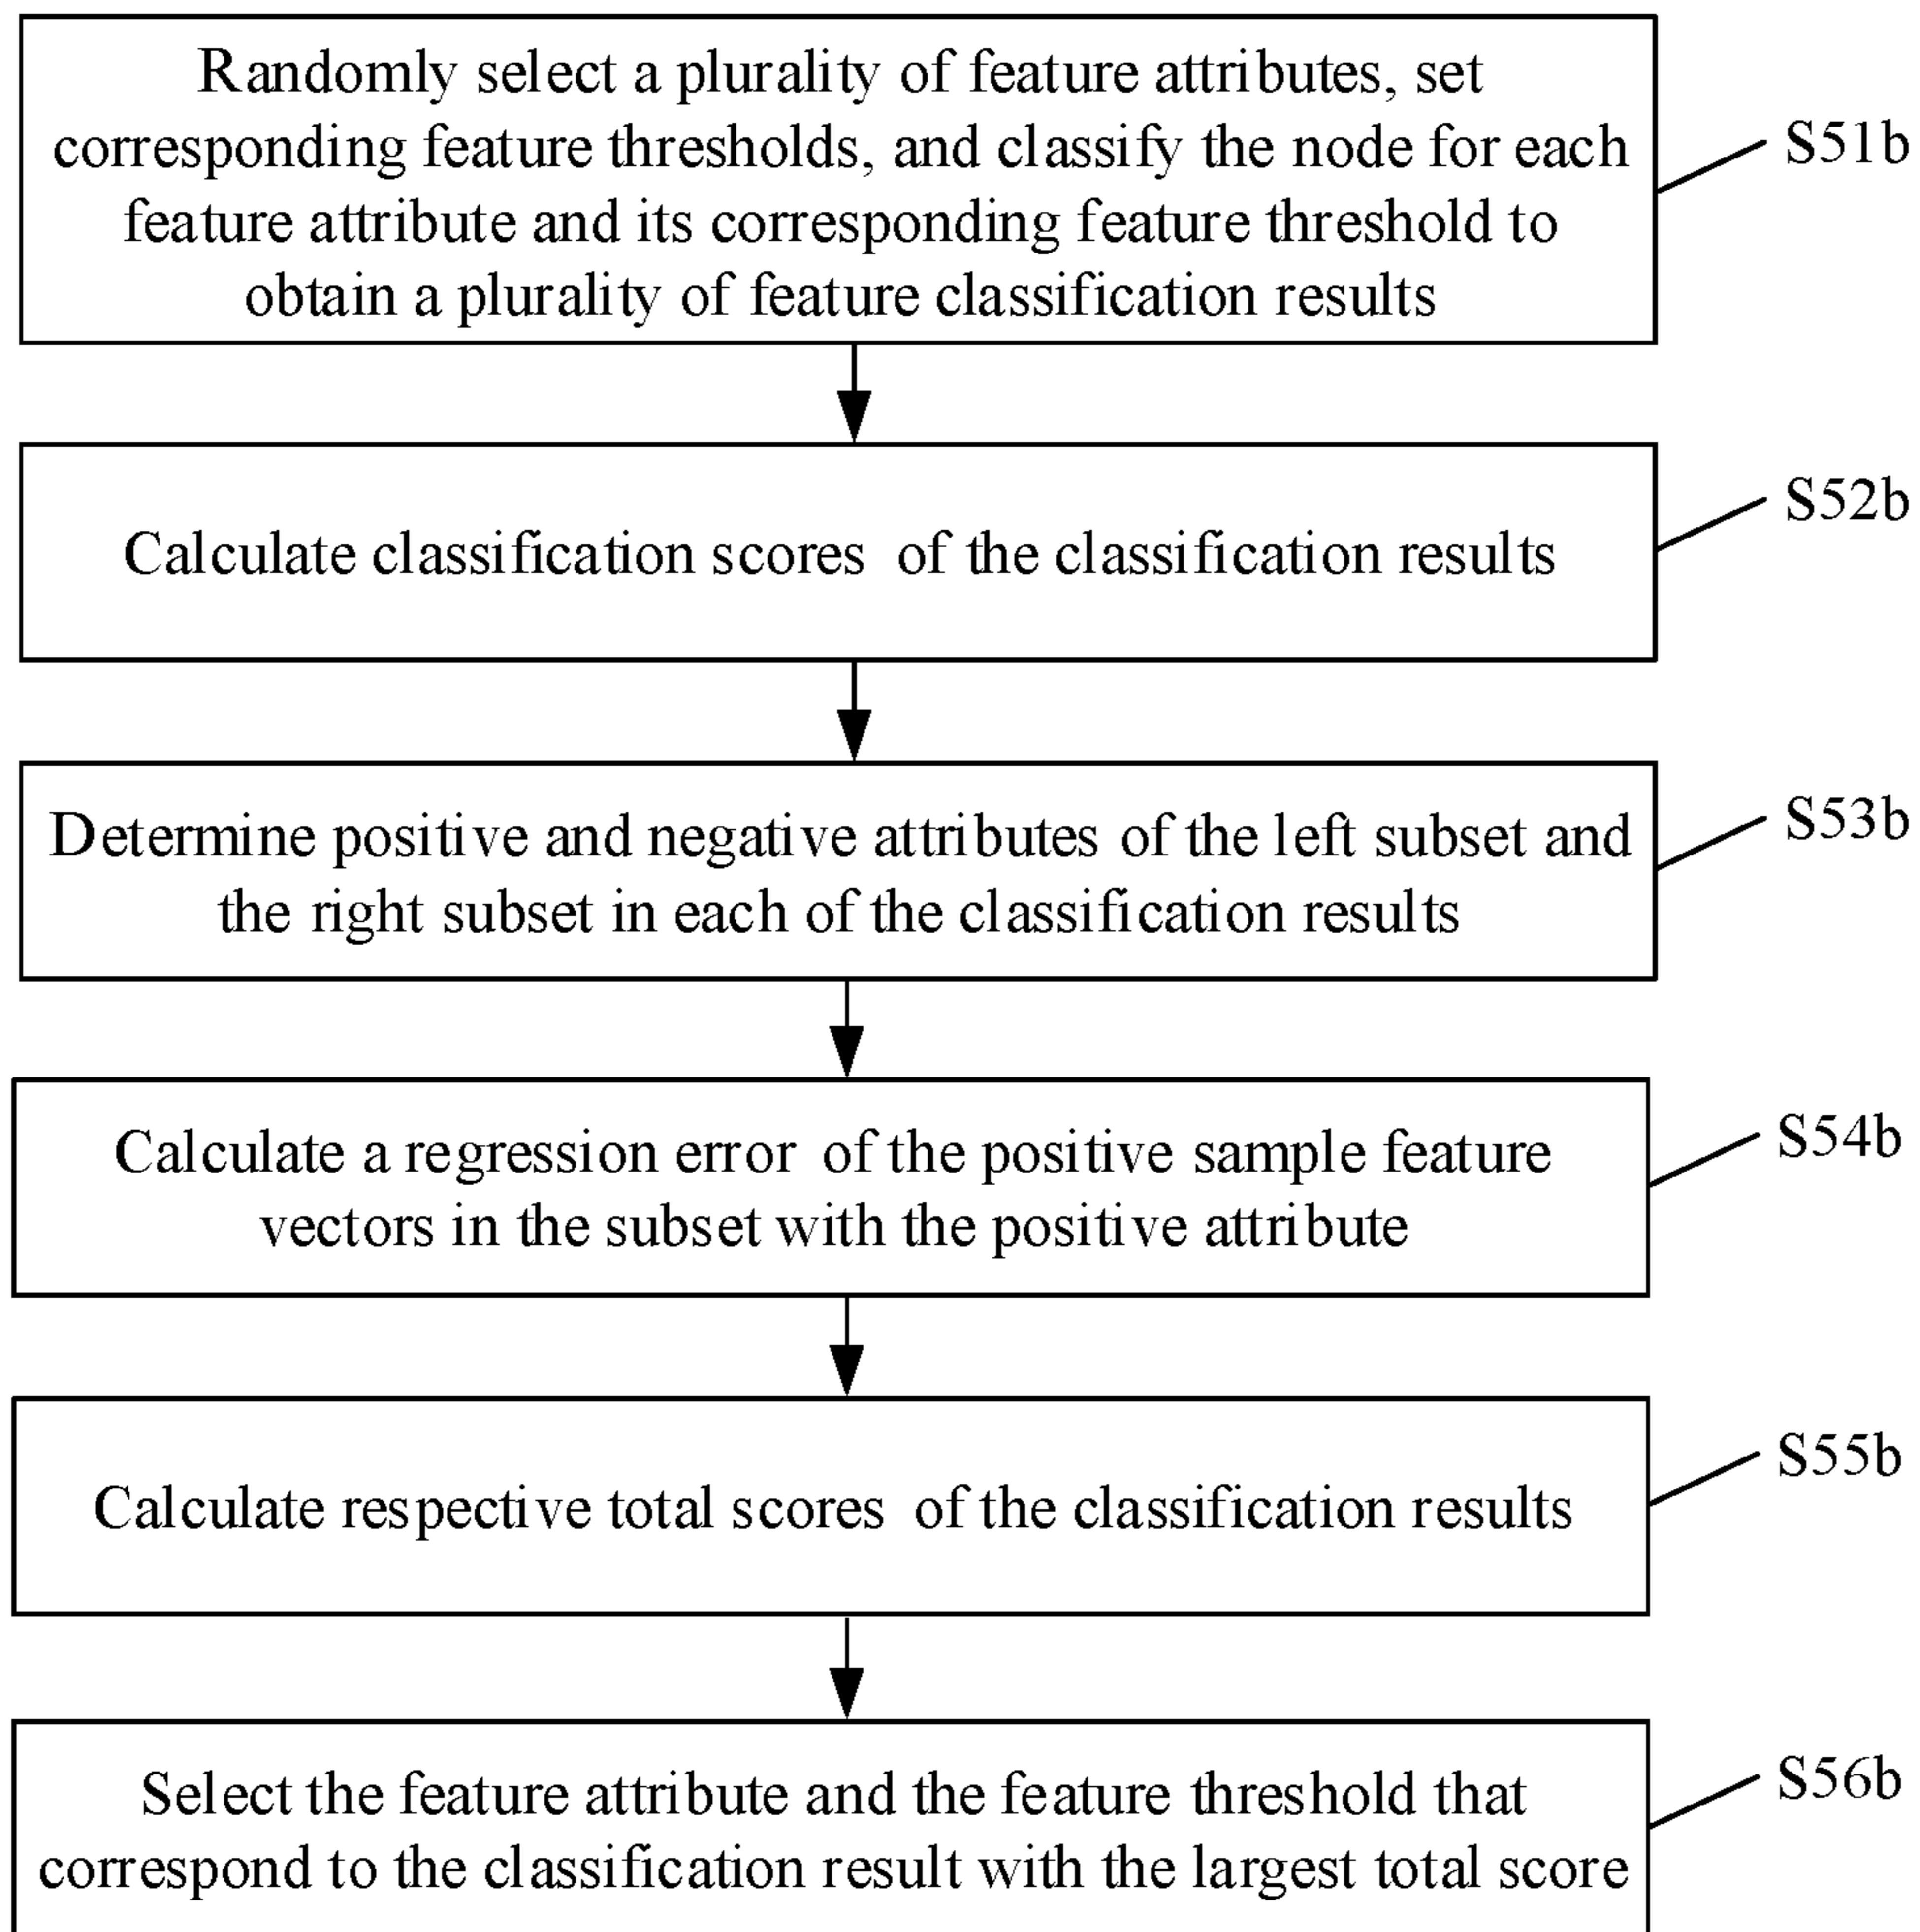 Randomly select a plurality of feature attributes, set
corresponding feature thresholds, and classify the node for each
feature attribute and its corresponding feature threshold to
obtain a plurality of feature classification results
S51b
Calculate classification scores of the classification results
S52b
Determine positive and negative attributes of the left subset and
the right subset in each of the classification results
S53b
Calculate a regression error of the positive sample feature
vectors in the subset with the positive attribute
S54b
Calculate respective total scores of the classification results
S55b
Select the feature attribute and the feature threshold that
correspond to the classification result with the largest total score
S56b